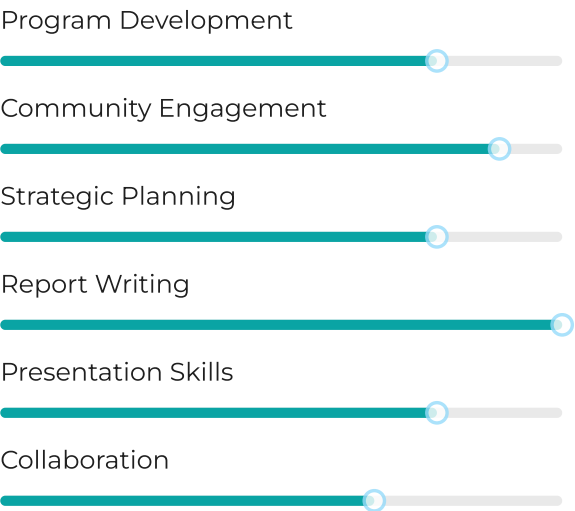 Program Development
Community Engagement
Strategic Planning
Report Writing
Presentation Skills
Collaboration